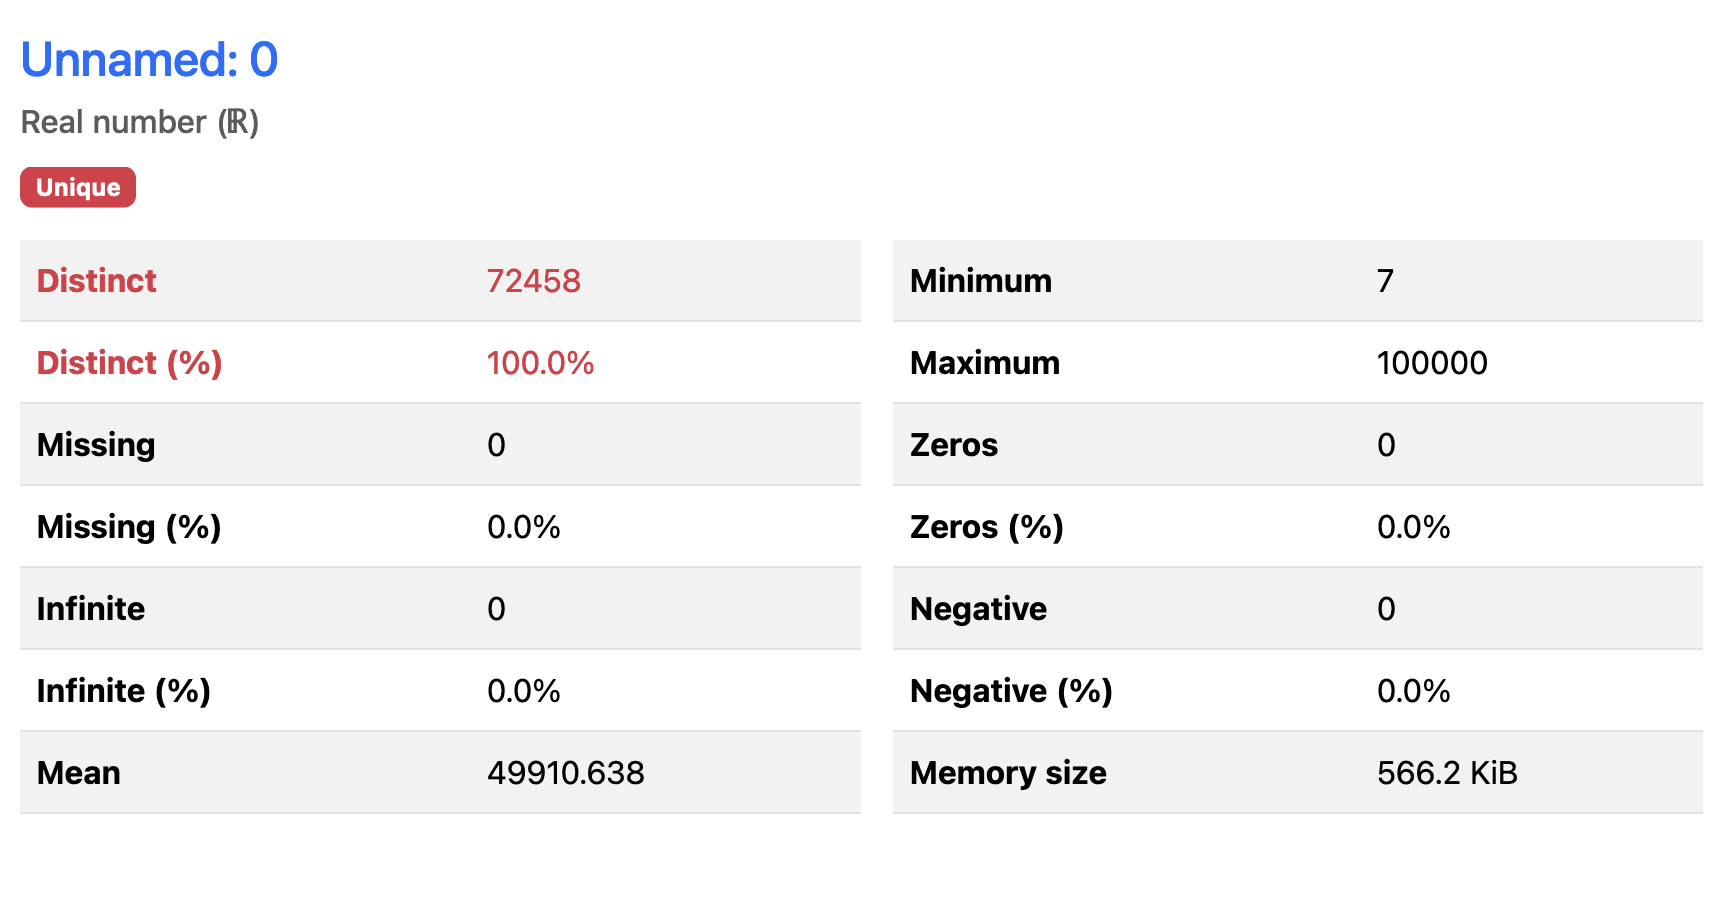 Unnamed: 0
Real number (ℝ)
Unique
Distinct 72458
Distinct (%) 100.0%
Missing 0
Missing (%) 0.0%
Infinite 0
Infinite (%) 0.0%
Mean 49910.638
Minimum 7
Maximum 100000
Zeros 0
Zeros (%) 0.0%
Negative 0
Negative (%) 0.0%
Memory size 566.2 KiB